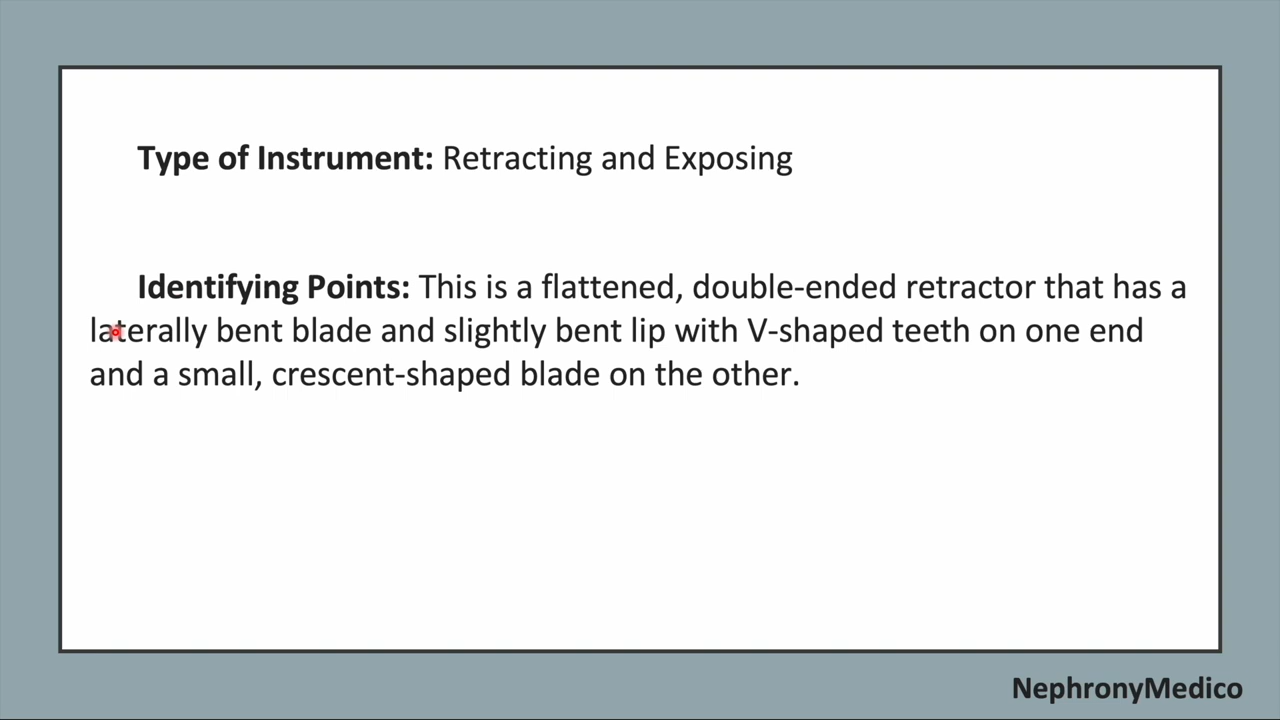 Type of Instrument: Retracting and Exposing
Identifying Points: This is a flattened, double-ended retractor that has a
laterally bent blade and slightly bent lip with V-shaped teeth on one end
and a small, crescent-shaped blade on the other.
NephronyMedico